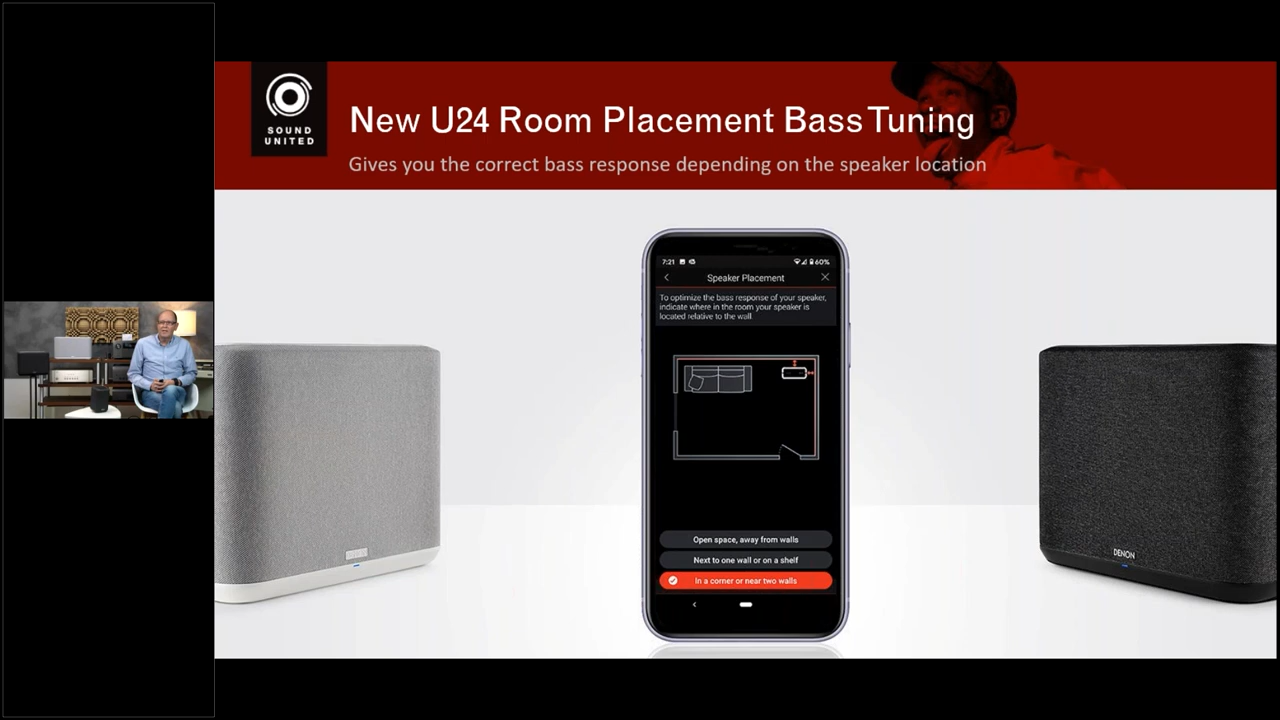 SOUND
UNITED
New U24 Room Placement Bass Tuning
Gives you the correct bass response depending on the speaker location
7:21
60%
Speaker Placement
To optimize the bass response of your speaker,
indicate where in the room your speaker is
located relative to the wall.
Open space, away from walls
Next to one wall or on a shelf
In a corner or near two walls
DENON